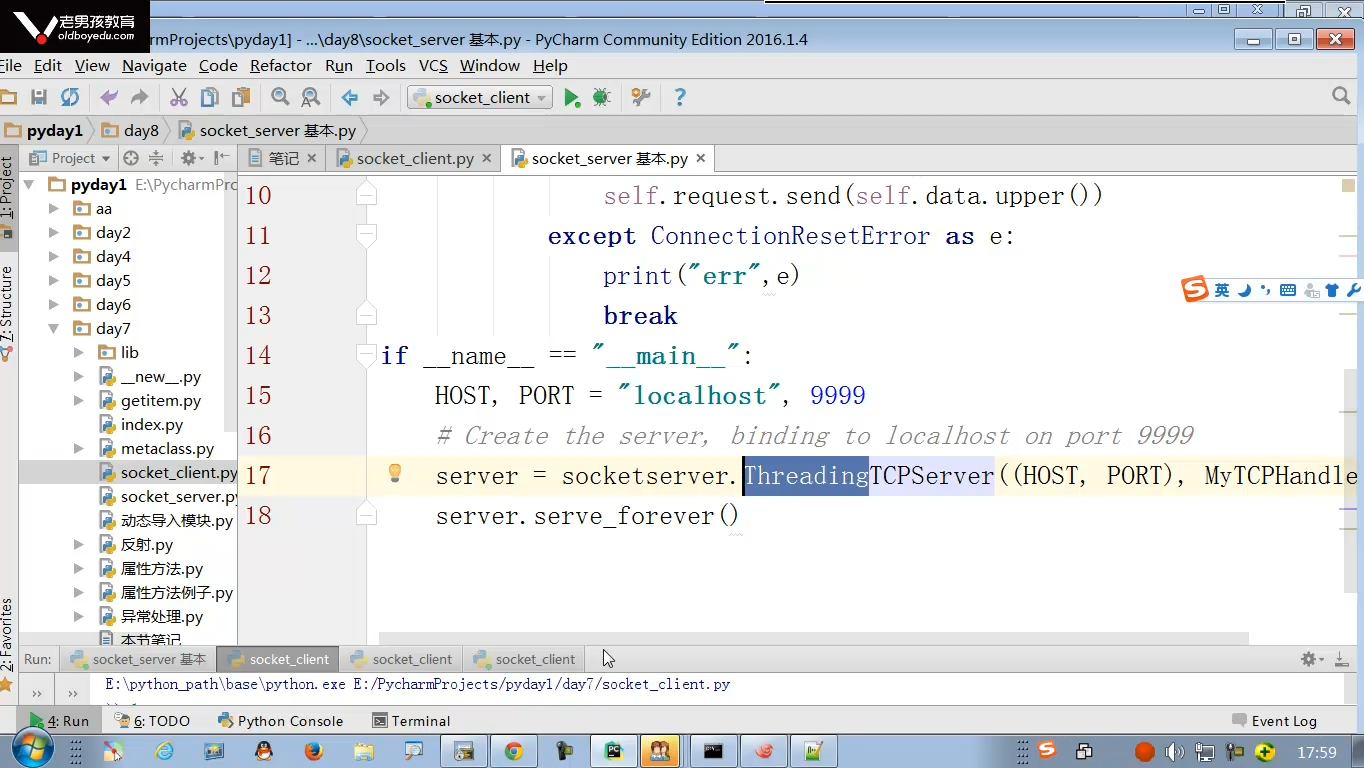 老男孩教育
oldboyedu.com
rmProjects\pyday1] - ...\day8\socket_server 基本.py - PyCharm Community Edition 2016.1.4
File Edit View Navigate Code Refactor Run Tools VCS Window Help
socket_client
pyday1 day8 socket_server 基本.py
Project 笔记 socket_client.py socket_server 基本.py
1: Project
7: Structure
2: Favorites
pyday1 E:\PycharmPro
aa
day2
day4
day5
day6
day7
lib
__new__.py
getitem.py
index.py
metaclass.py
socket_client.py
socket_server.py
动态导入模块.py
反射.py
属性方法.py
属性方法例子.py
异常处理.py
本节笔记
10 self.request.send(self.data.upper())
11 except ConnectionResetError as e:
12 print("err",e)
13 break
14 if __name__ == "__main__":
15 HOST, PORT = "localhost", 9999
16 # Create the server, binding to localhost on port 9999
17 server = socketserver.ThreadingTCPServer((HOST, PORT), MyTCPHandle
18 server.serve_forever()
英
Run: socket_server 基本 socket_client socket_client socket_client
E:\python_path\base\python.exe E:/PycharmProjects/pyday1/day7/socket_client.py
4: Run 6: TODO Python Console Terminal Event Log
17:59